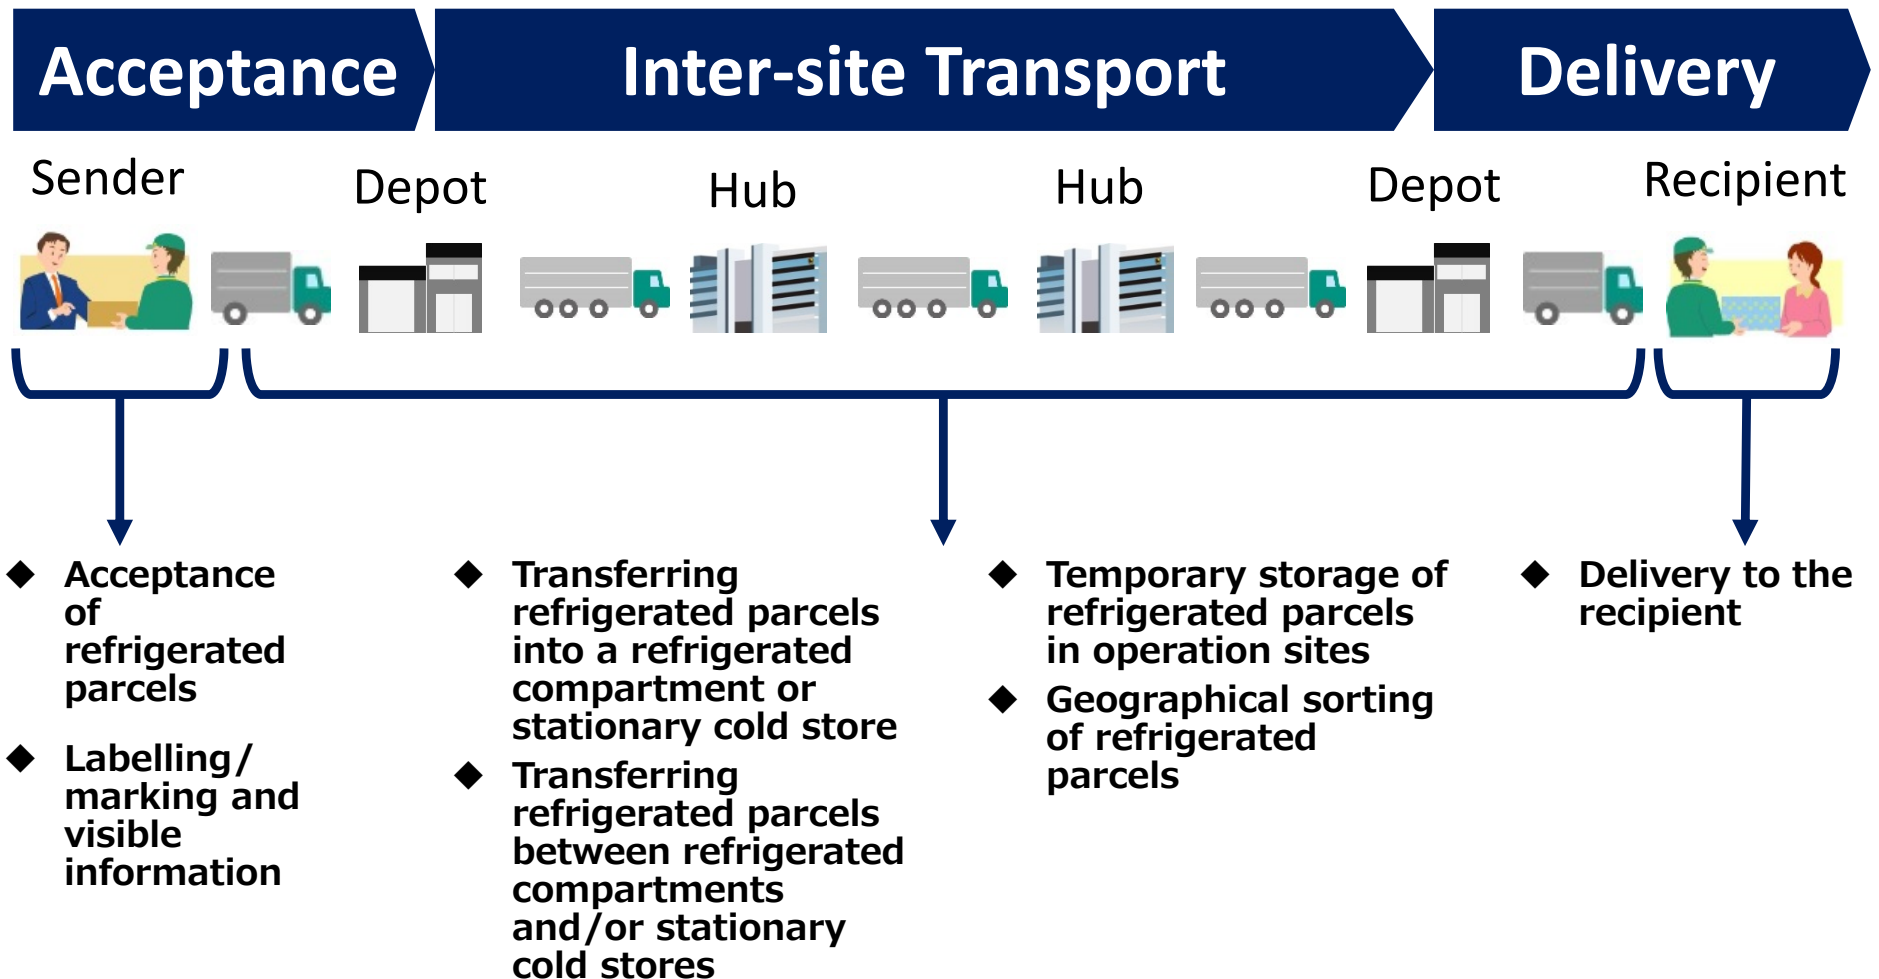 Acceptance
Inter-site Transport
Delivery
Sender
Depot
Hub
Hub
Depot
Recipient
◆ Acceptance
of
refrigerated
parcels
◆ Labelling/
marking and
visible
information
◆ Transferring
refrigerated parcels
into a refrigerated
compartment or
stationary cold store
◆ Transferring
refrigerated parcels
between refrigerated
compartments
and/or stationary
cold stores
◆ Temporary storage of
refrigerated parcels
in operation sites
◆ Geographical sorting
of refrigerated
parcels
◆ Delivery to the
recipient